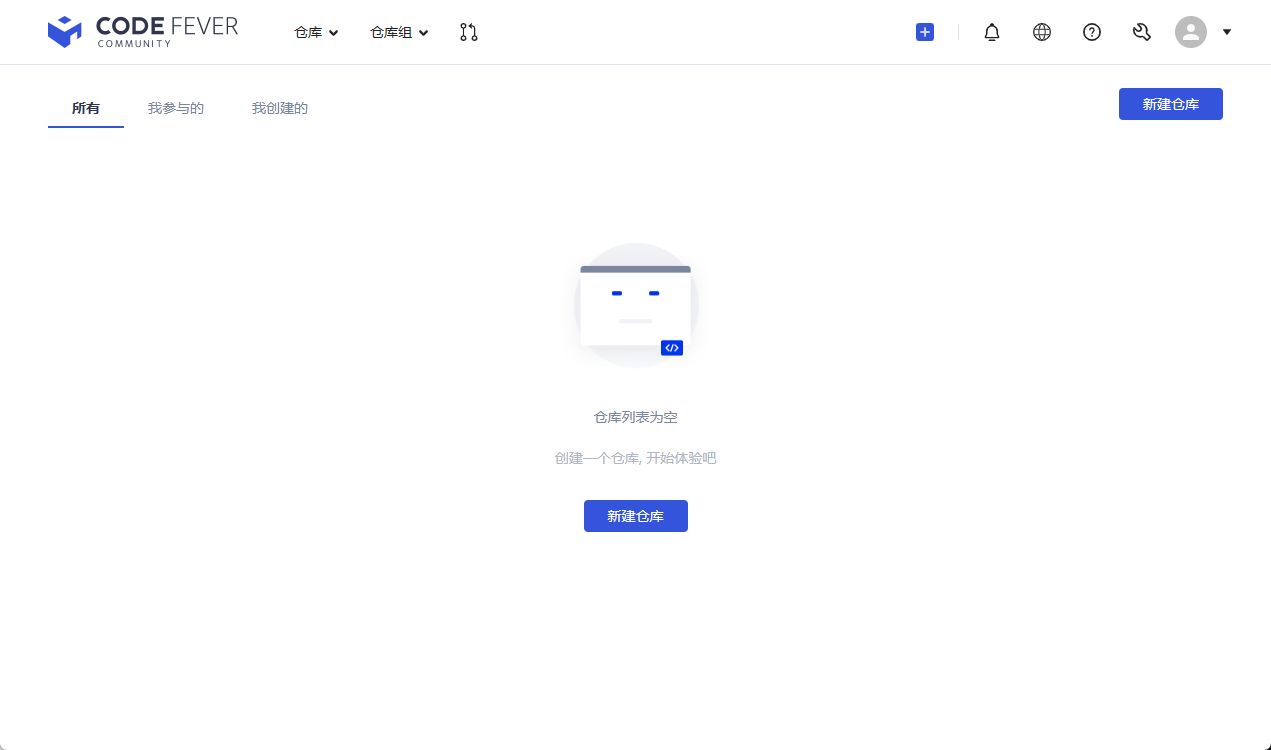 CODE FEVER
COMMUNITY
仓库 仓库组
所有 我参与的 我创建的 新建仓库
</>
仓库列表为空
创建一个仓库, 开始体验吧
新建仓库